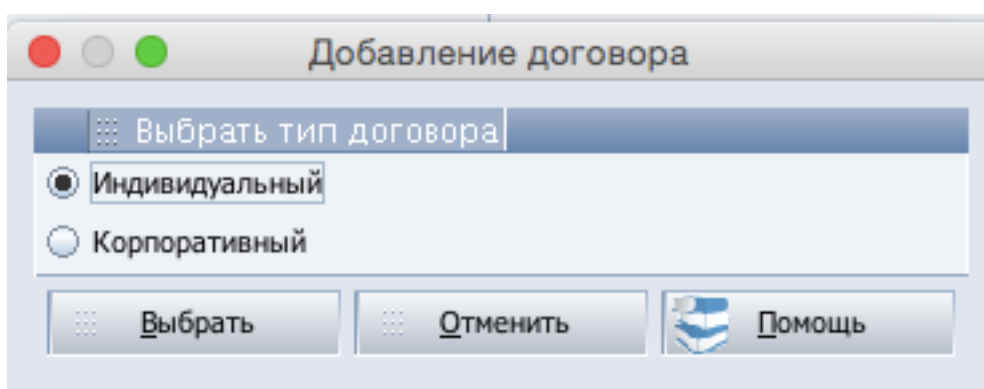 Добавление договора
Выбрать тип договора
Индивидуальный
Корпоративный
Выбрать Отменить Помощь